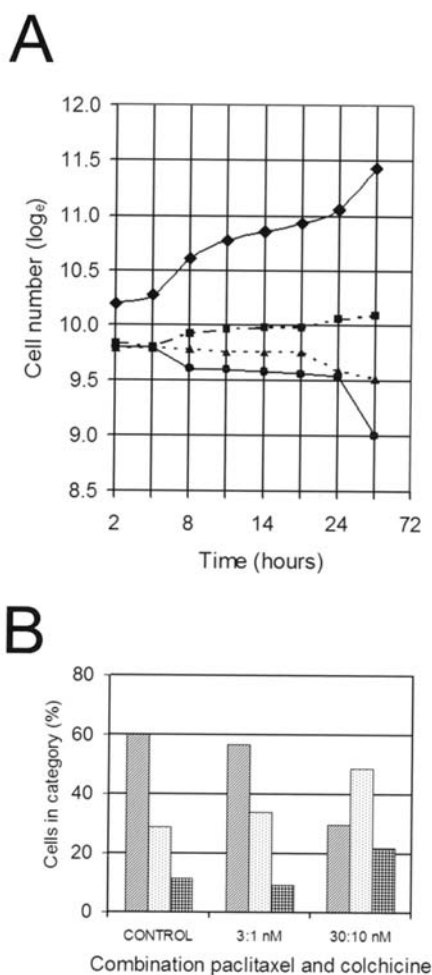 A
12.0
11.5
11.0
10.5
10.0
9.5
9.0
8.5
Cell number (logₑ)
2 8 14 24 72
Time (hours)
B
80
60
40
20
0
Cells in category (%)
CONTROL 3:1 nM 30:10 nM
Combination paclitaxel and colchicine